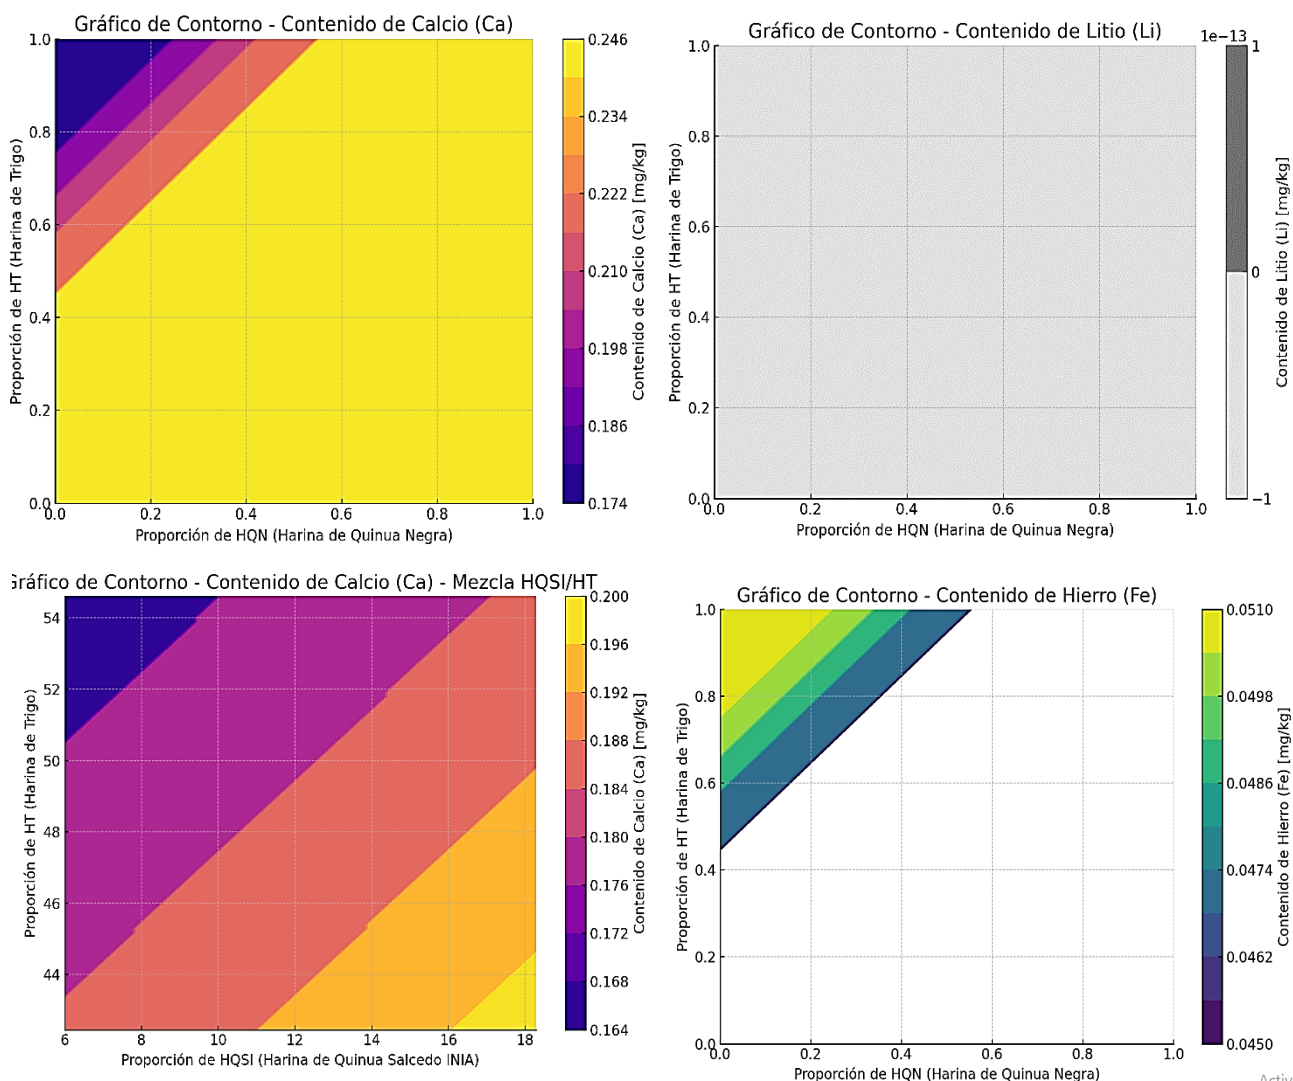 Gráfico de Contorno - Contenido de Calcio (Ca)
1.0
0.8
0.6
0.4
0.2
0.0
0.0 0.2 0.4 0.6 0.8 1.0
Proporción de HT (Harina de Trigo)
Proporción de HQN (Harina de Quinua Negra)
0.246
0.234
0.222
0.210
0.198
0.186
0.174
Contenido de Calcio (Ca) [mg/kg]
Gráfico de Contorno - Contenido de Litio (Li)
1.0
0.8
0.6
0.4
0.2
0.0
0.0 0.2 0.4 0.6 0.8 1.0
Proporción de HT (Harina de Trigo)
Proporción de HQN (Harina de Quinua Negra)
1e−13
1
0
−1
Contenido de Litio (Li) [mg/kg]
ráfico de Contorno - Contenido de Calcio (Ca) - Mezcla HQSI/HT
54
52
50
48
46
44
6 8 10 12 14 16 18
Proporción de HT (Harina de Trigo)
Proporción de HQSI (Harina de Quinua Salcedo INIA)
0.200
0.196
0.192
0.188
0.184
0.180
0.176
0.172
0.168
0.164
Contenido de Calcio (Ca) [mg/kg]
Gráfico de Contorno - Contenido de Hierro (Fe)
1.0
0.8
0.6
0.4
0.2
0.0
0.0 0.2 0.4 0.6 0.8 1.0
Proporción de HT (Harina de Trigo)
Proporción de HQN (Harina de Quinua Negra)
0.0510
0.0498
0.0486
0.0474
0.0462
0.0450
Contenido de Hierro (Fe) [mg/kg]
Activ